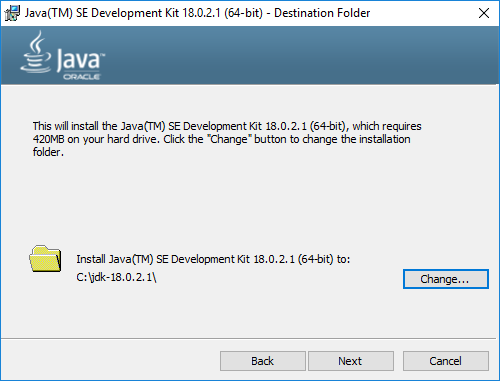 Java(TM) SE Development Kit 18.0.2.1 (64-bit) - Destination Folder
Java
ORACLE
This will install the Java(TM) SE Development Kit 18.0.2.1 (64-bit), which requires
420MB on your hard drive. Click the "Change" button to change the installation
folder.
Install Java(TM) SE Development Kit 18.0.2.1 (64-bit) to:
C:\jdk-18.0.2.1\
Change...
Back
Next
Cancel